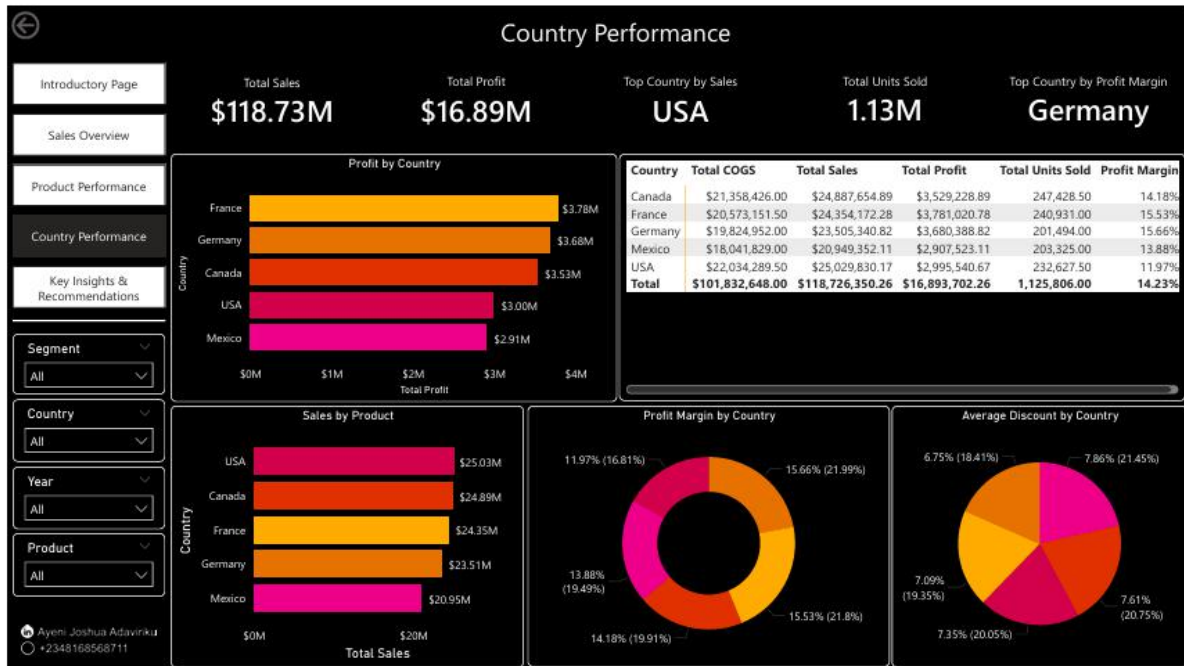 Country Performance
Introductory Page
Sales Overview
Product Performance
Country Performance
Key Insights &
Recommendations
Segment
All
Country
All
Year
All
Product
All
Ayeni Joshua Adavinku
+2348168568711
Total Sales
$118.73M
Total Profit
$16.89M
Top Country by Sales
USA
Total Units Sold
1.13M
Top Country by Profit Margin
Germany
Profit by Country
Country
France $3.78M
Germany $3.68M
Canada $3.53M
USA $3.00M
Mexico $2.91M
$0M $1M $2M $3M $4M
Total Profit
Country Total COGS Total Sales Total Profit Total Units Sold Profit Margin
Canada $21,358,426.00 $24,887,654.89 $3,529,228.89 247,428.50 14.18%
France $20,573,151.50 $24,354,172.28 $3,781,020.78 240,931.00 15.53%
Germany $19,824,952.00 $23,505,340.82 $3,680,388.82 201,494.00 15.66%
Mexico $18,041,829.00 $20,949,352.11 $2,907,523.11 203,325.00 13.88%
USA $22,034,289.50 $25,029,830.17 $2,995,540.67 232,627.50 11.97%
Total $101,832,648.00 $118,726,350.26 $16,893,702.26 1,125,806.00 14.23%
Sales by Product
Country
USA $25.03M
Canada $24.89M
France $24.35M
Germany $23.51M
Mexico $20.95M
$0M $20M
Total Sales
Profit Margin by Country
11.97% (16.81%)
15.66% (21.99%)
13.88%
(19.49%)
15.53% (21.8%)
14.18% (19.91%)
Average Discount by Country
6.75% (18.41%)
7.86% (21.45%)
7.09%
(19.35%)
7.61%
(20.75%)
7.35% (20.05%)